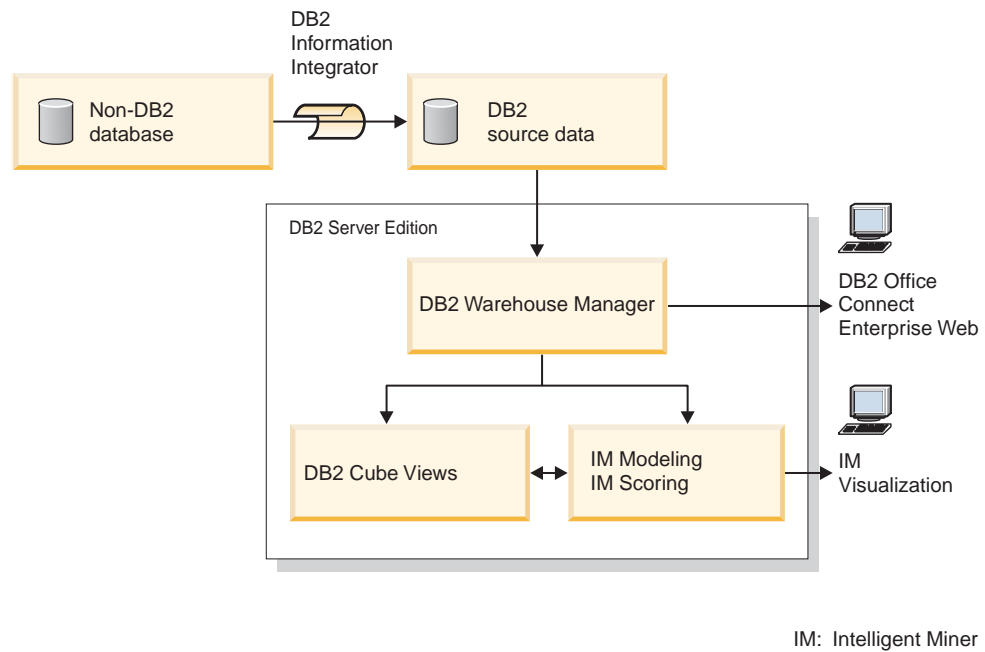 DB2
Information
Integrator
Non-DB2
database
DB2
source data
DB2 Server Edition
DB2 Warehouse Manager
DB2 Office
Connect
Enterprise Web
DB2 Cube Views
IM Modeling
IM Scoring
IM
Visualization
IM: Intelligent Miner